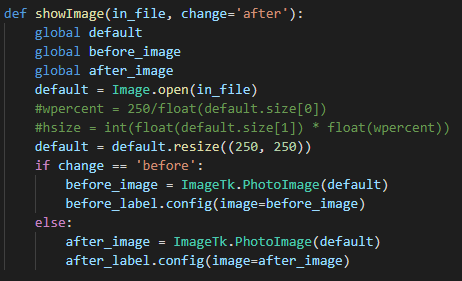 def showImage(in_file, change='after'):
    global default
    global before_image
    global after_image
    default = Image.open(in_file)
    #wpercent = 250/float(default.size[0])
    #hsize = int(float(default.size[1]) * float(wpercent))
    default = default.resize((250, 250))
    if change == 'before':
        before_image = ImageTk.PhotoImage(default)
        before_label.config(image=before_image)
    else:
        after_image = ImageTk.PhotoImage(default)
        after_label.config(image=after_image)